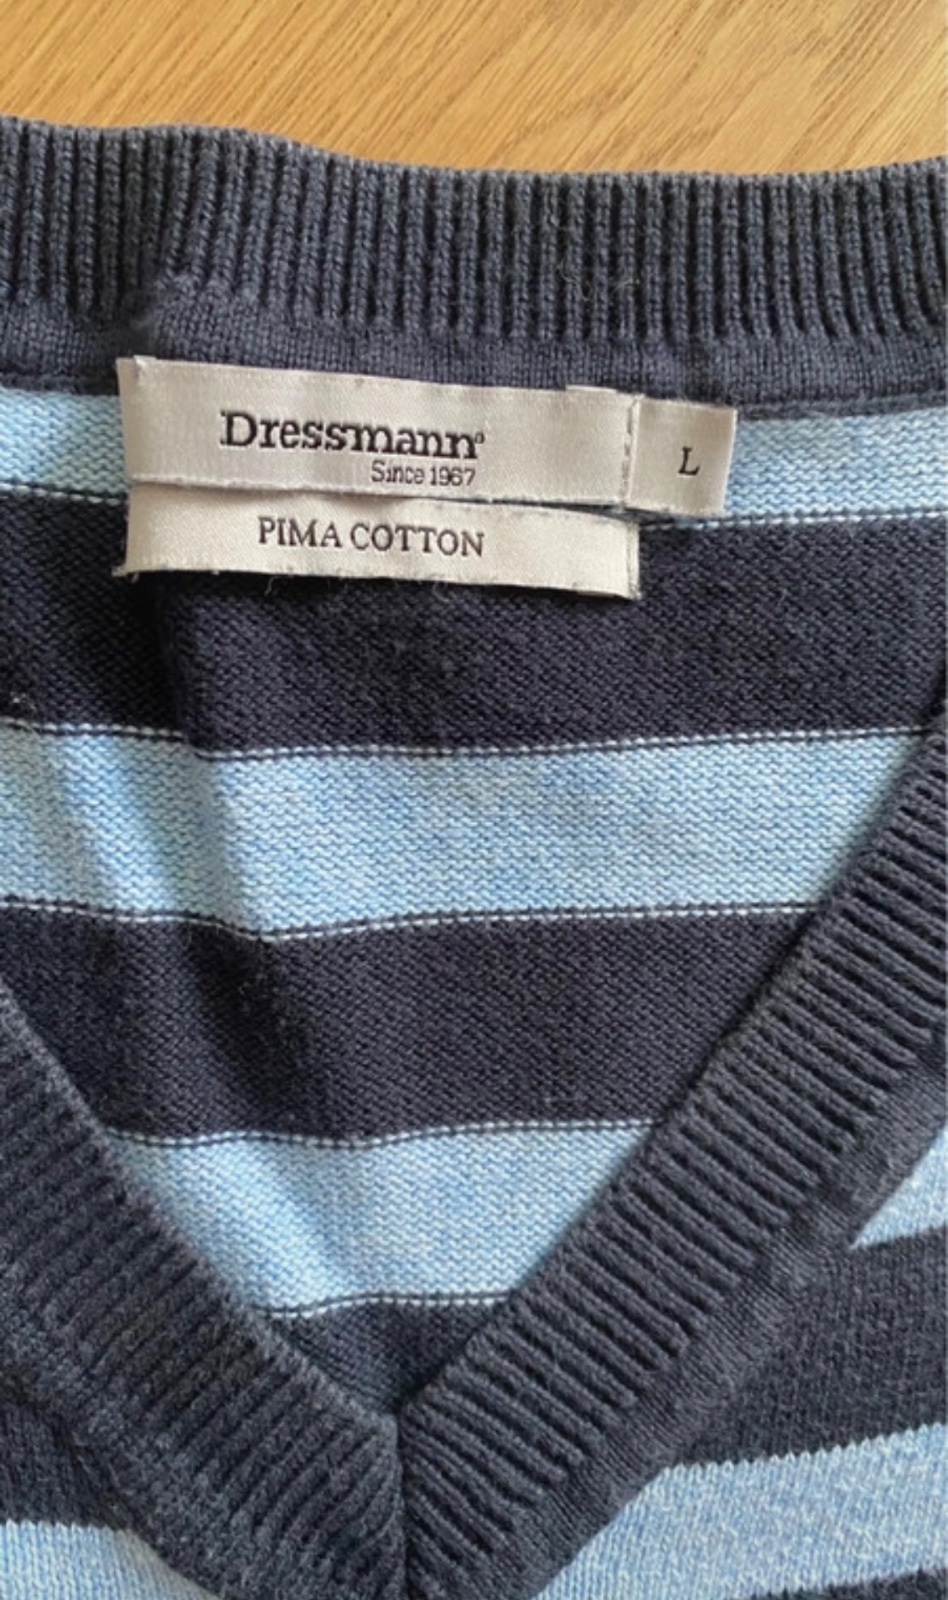 Dressmann®
Since 1967
L
PIMA COTTON